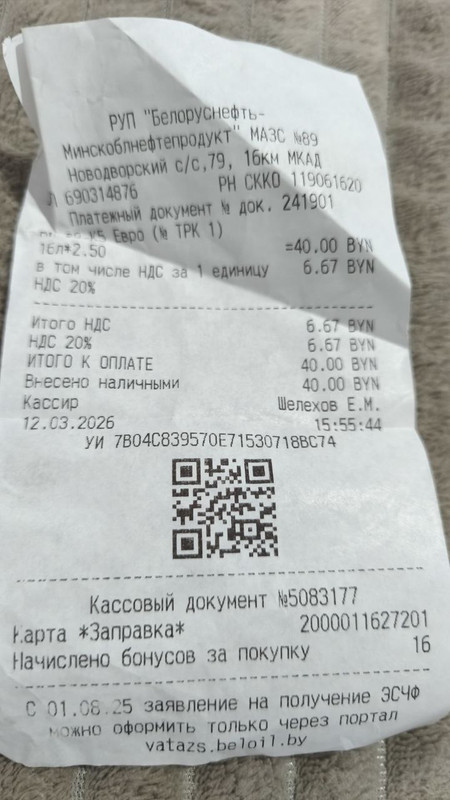 РУП "Белоруснефть-
Минскоблнефтепродукт" МАЗС №89
Новодворский с/с,79, 16км МКАД
690314876 РН СККО 119061620
Платежный документ № док. 241901
Евро (№ ТРК 1)
16л*2.50 =40.00 BYN
в том числе НДС за 1 единицу 6.67 BYN
НДС 20%
Итого НДС 6.67 BYN
НДС 20% 6.67 BYN
ИТОГО К ОПЛАТЕ 40.00 BYN
Внесено наличными 40.00 BYN
Кассир Шелехов Е.М.
12.03.2026 15:55:44
УИ 7B04C839570E71530718BC74
Кассовый документ №5083177
Карта *Заправка* 2000011627201
Начислено бонусов за покупку 16
С 01.08.25 заявление на получение ЭСЧФ
можно оформить только через портал
vatazs.beloil.by